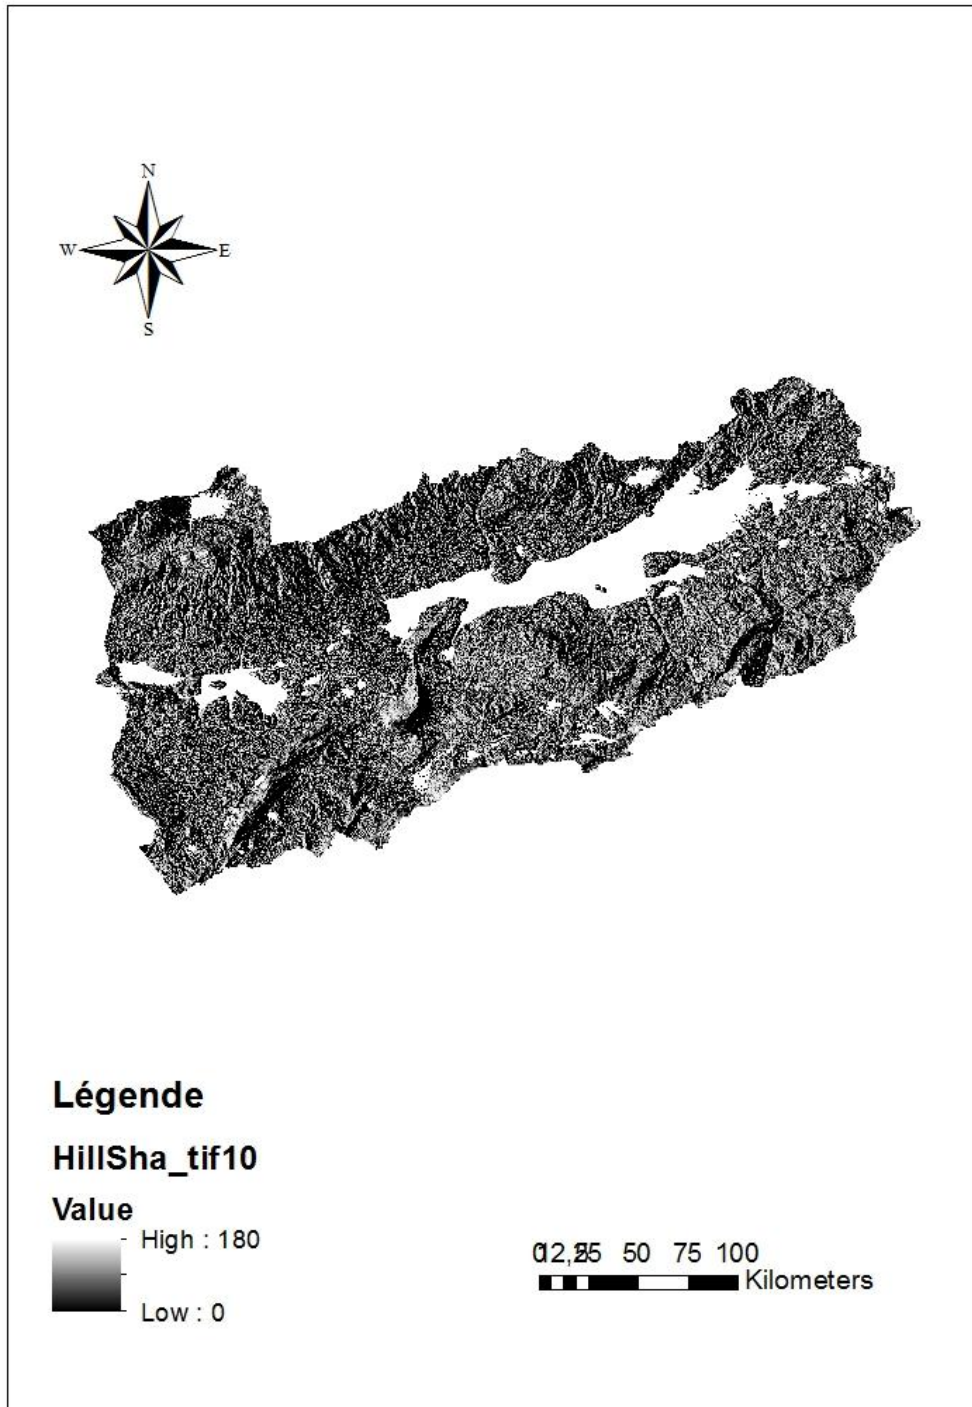 N
W E
S
Légende
HillSha_tif10
Value
High : 180
Low : 0
0 12,5 25 50 75 100
Kilometers